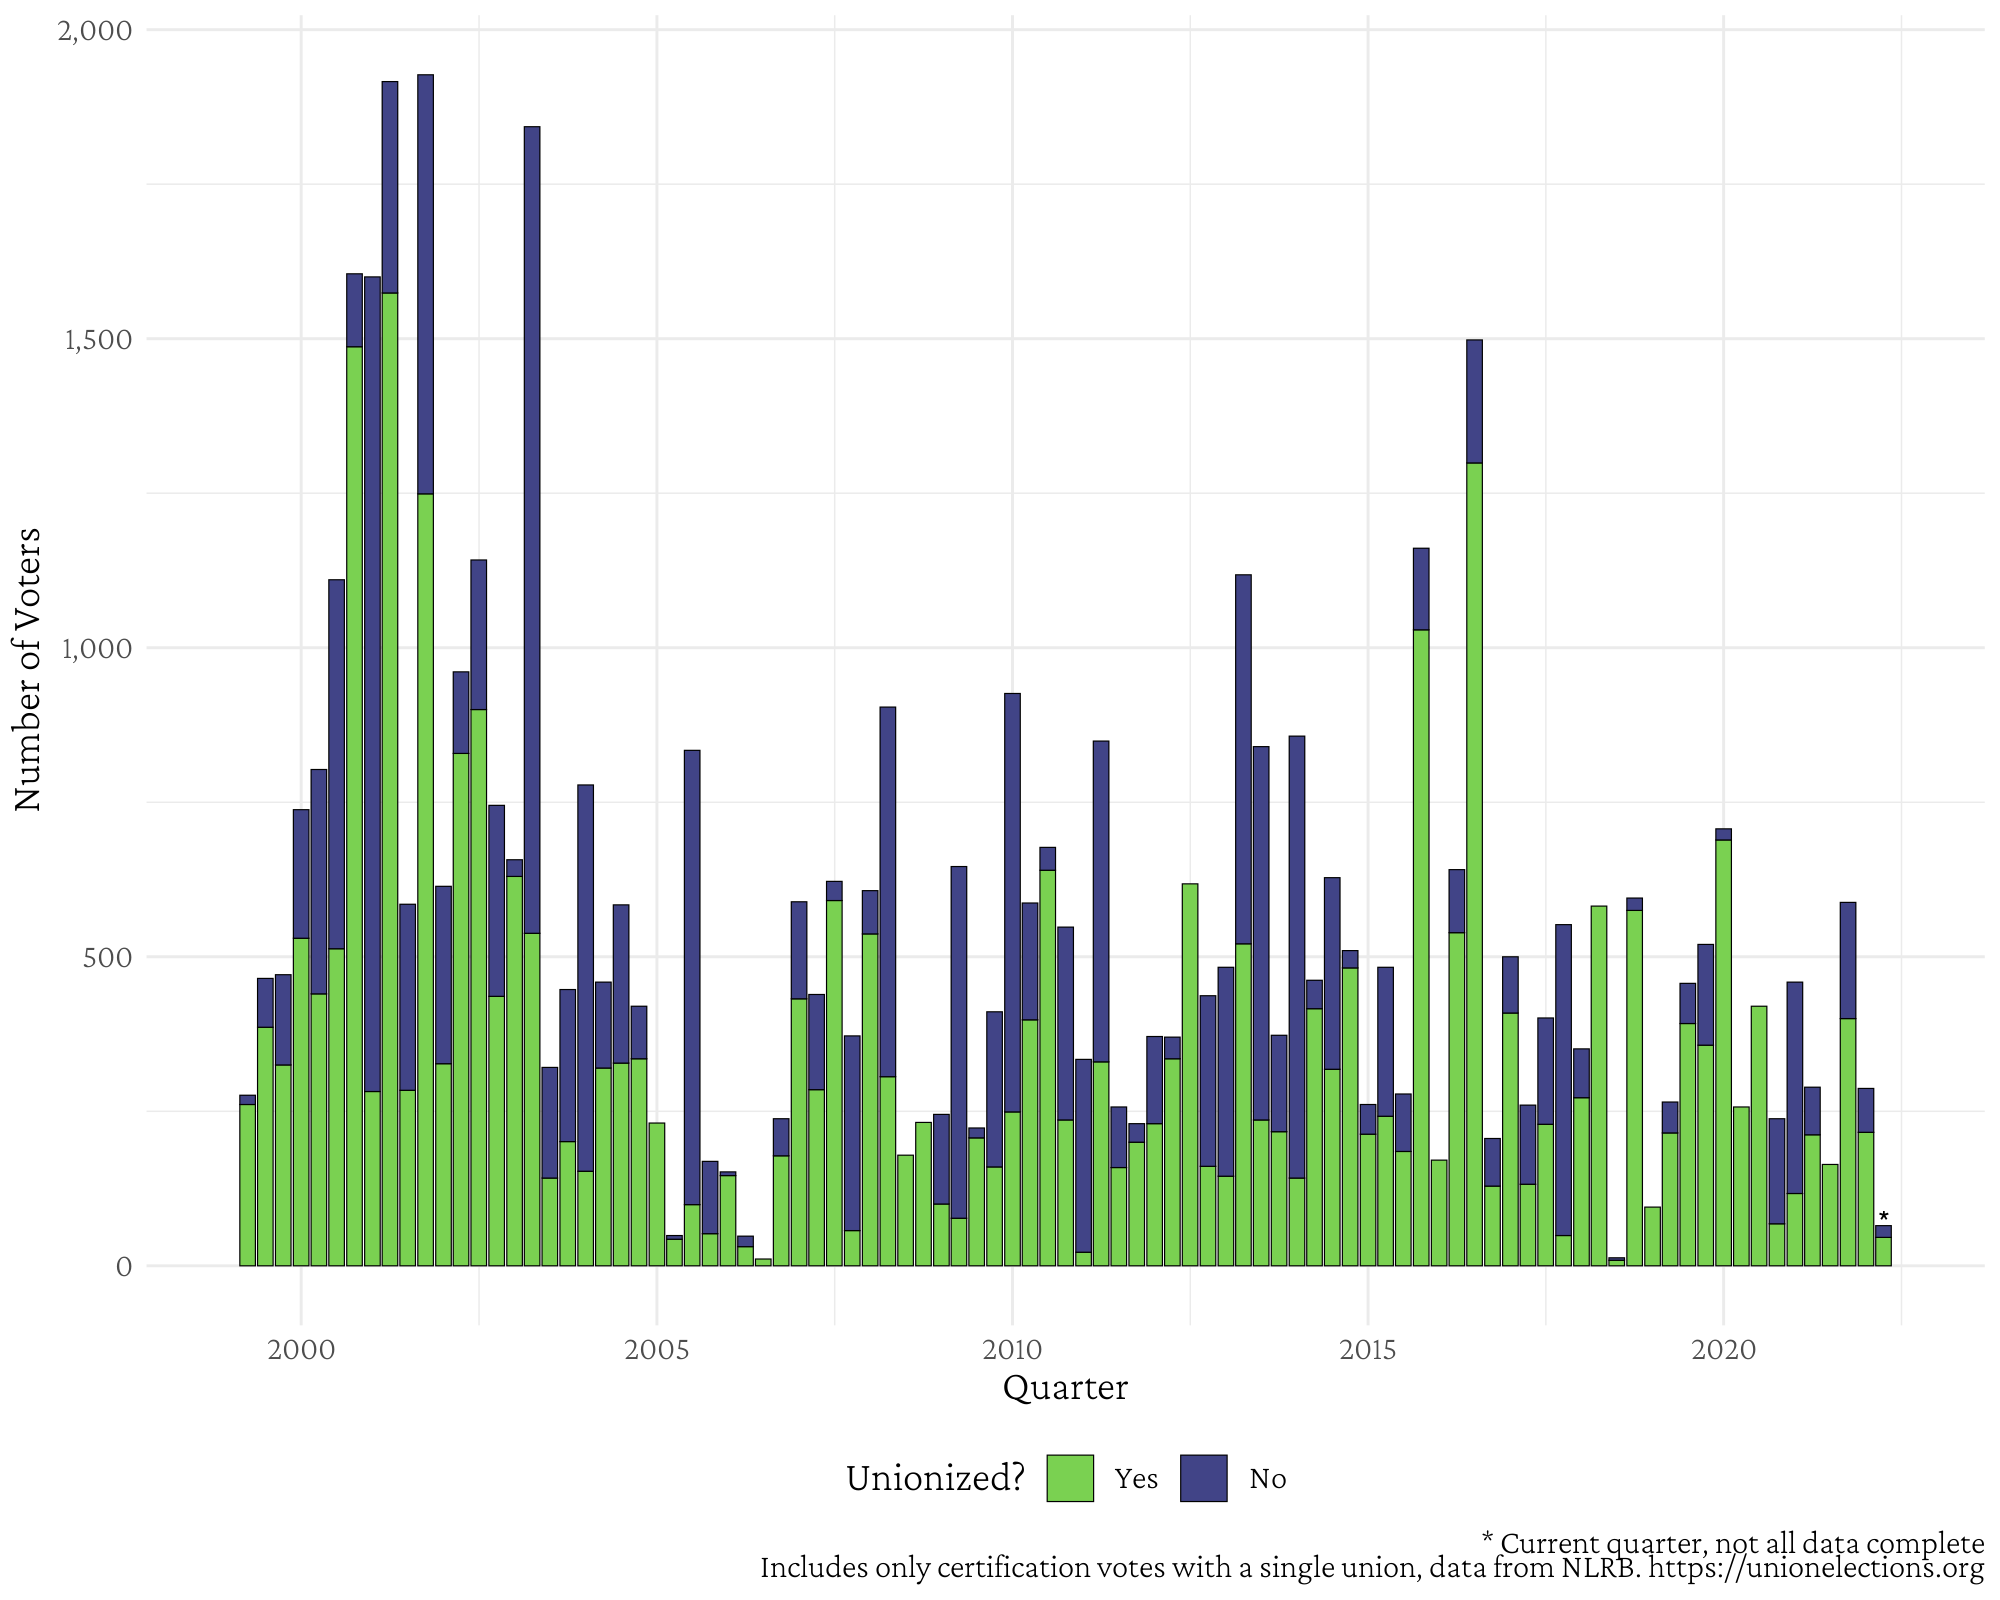 2,000
1,500
1,000
500
0
Number of Voters
*
2000 2005 2010 2015 2020
Quarter
Unionized? Yes No
* Current quarter, not all data complete
Includes only certification votes with a single union, data from NLRB. https://unionelections.org